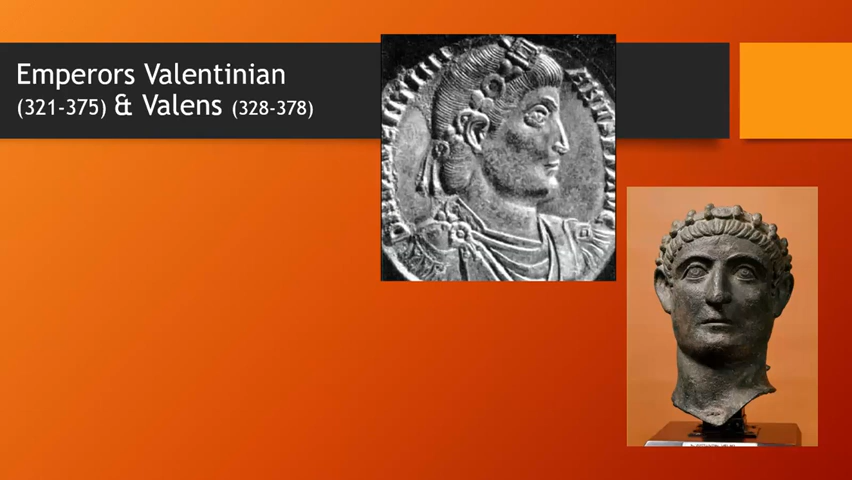 Emperors Valentinian
(321-375) & Valens (328-378)